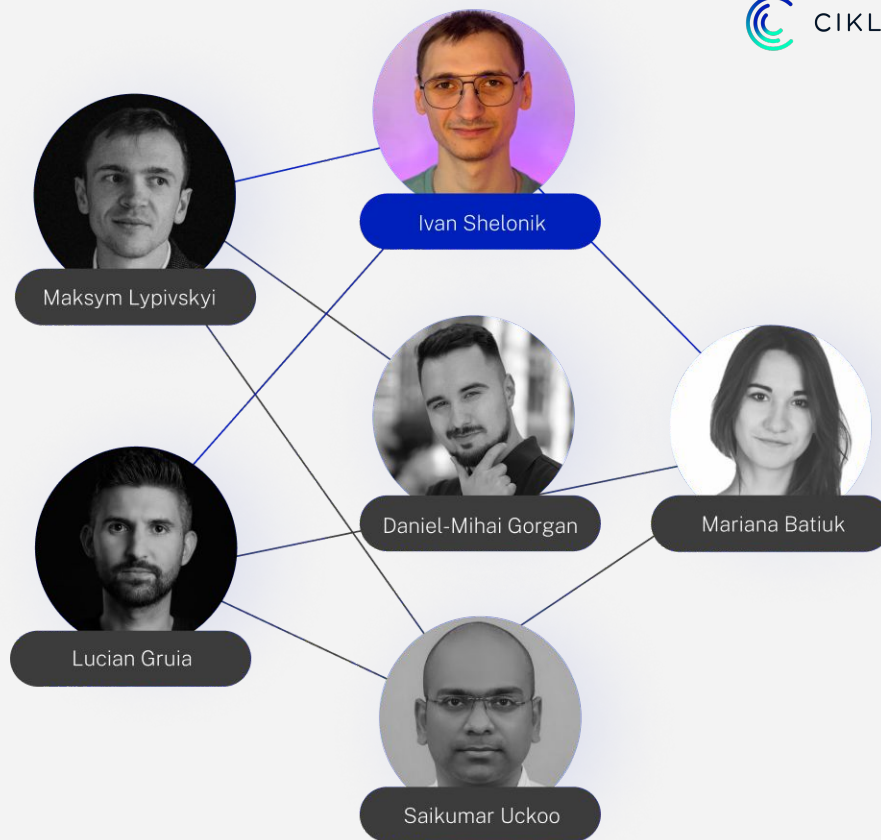 CIKL
Ivan Shelonik
Maksym Lypivskyi
Daniel-Mihai Gorgan
Mariana Batiuk
Lucian Gruia
Saikumar Uckoo